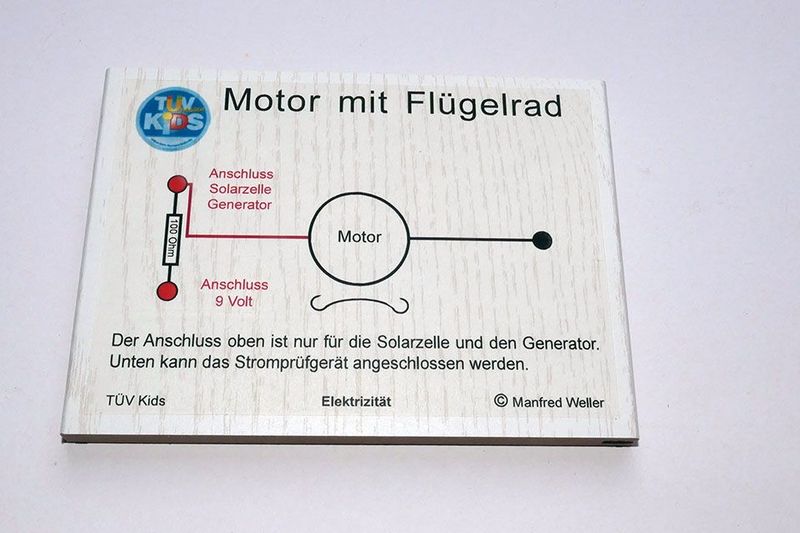 TÜV
KiDS
Motor mit Flügelrad
Anschluss
Solarzelle
Generator
100 Ohm
Motor
Anschluss
9 Volt
Der Anschluss oben ist nur für die Solarzelle und den Generator.
Unten kann das Stromprüfgerät angeschlossen werden.
TÜV Kids
Elektrizität
© Manfred Weller